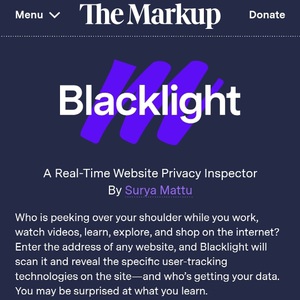 Menu The Markup Donate
Blacklight
A Real-Time Website Privacy Inspector
By Surya Mattu
Who is peeking over your shoulder while you work,
watch videos, learn, explore, and shop on the internet?
Enter the address of any website, and Blacklight will
scan it and reveal the specific user-tracking
technologies on the site—and who's getting your data.
You may be surprised at what you learn.